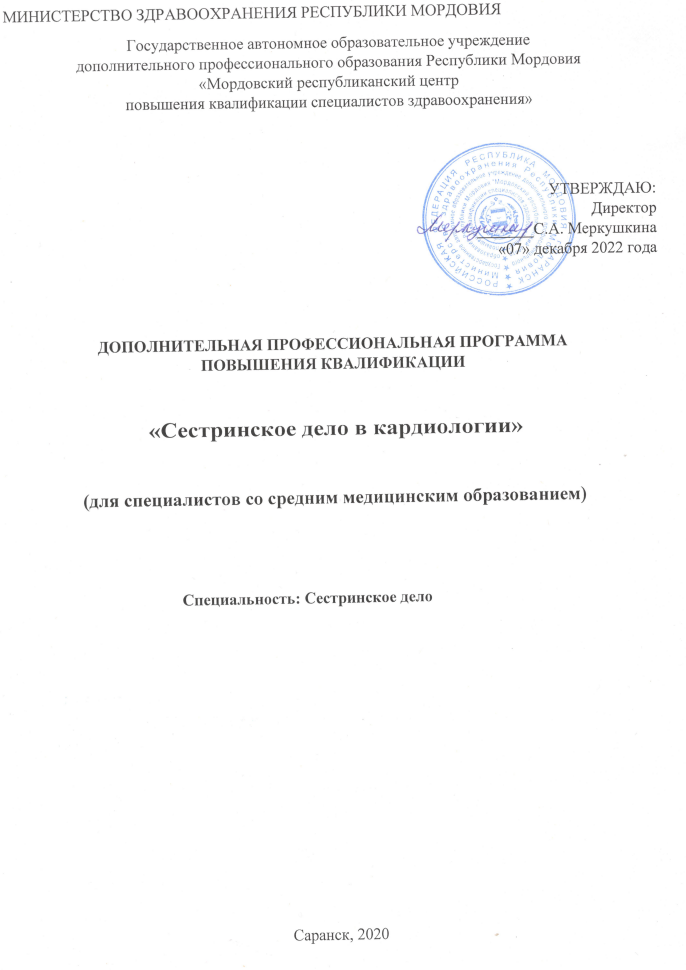 МИНИСТЕРСТВО ЗДРАВООХРАНЕНИЯ РЕСПУБЛИКИ МОРДОВИЯ
Государственное автономное образовательное учреждение
дополнительного профессионального образования Республики Мордовия
«Мордовский республиканский центр
повышения квалификации специалистов здравоохранения»
УТВЕРЖДАЮ:
Директор
С.А. Меркушкина
«07» декабря 2022 года
ДОПОЛНИТЕЛЬНАЯ ПРОФЕССИОНАЛЬНАЯ ПРОГРАММА
ПОВЫШЕНИЯ КВАЛИФИКАЦИИ
«Сестринское дело в кардиологии»
(для специалистов со средним медицинским образованием)
Специальность: Сестринское дело
Саранск, 2020